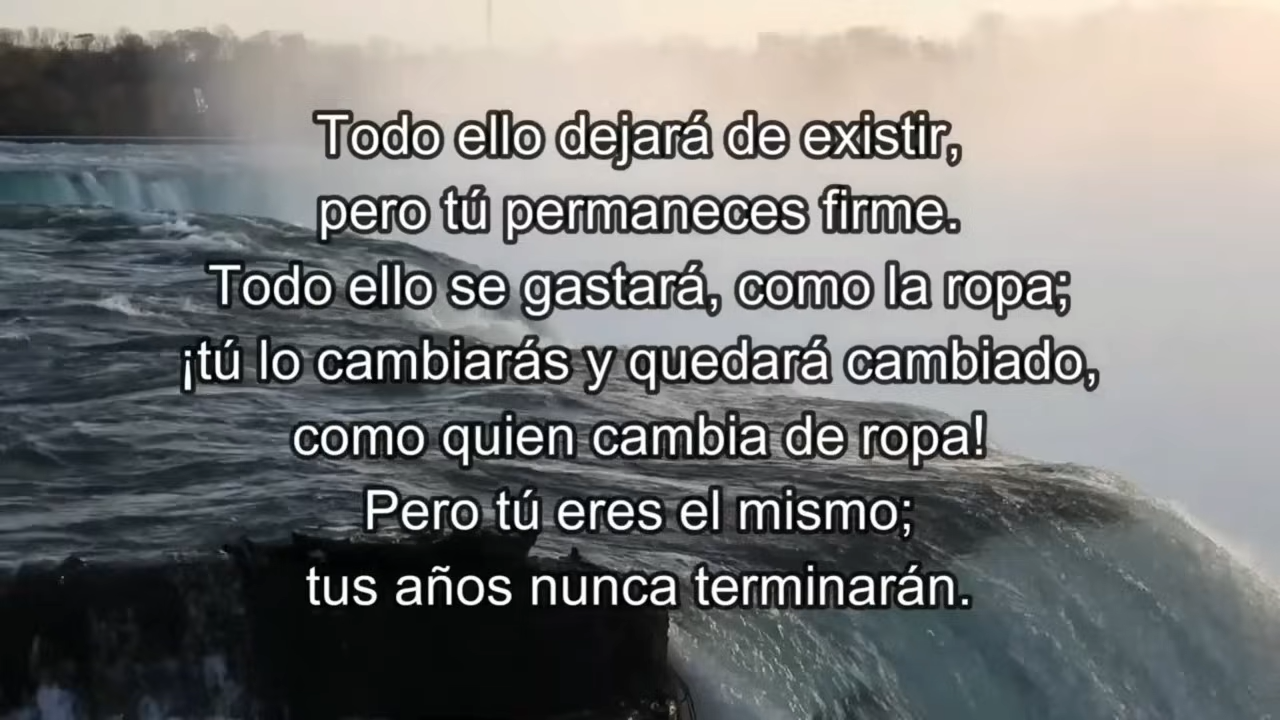 Todo ello dejará de existir,
pero tú permaneces firme.
Todo ello se gastará, como la ropa;
¡tú lo cambiarás y quedará cambiado,
como quien cambia de ropa!
Pero tú eres el mismo;
tus años nunca terminarán.